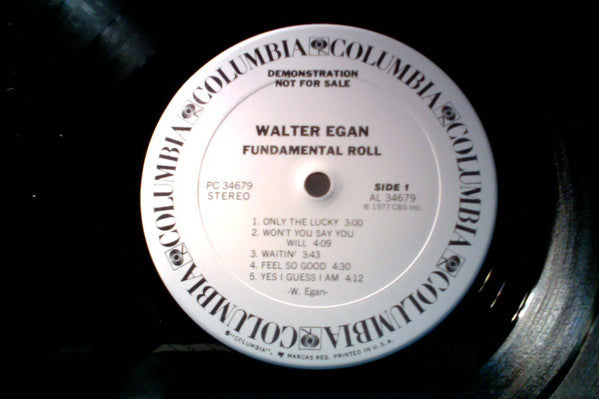 COLUMBIA COLUMBIA COLUMBIA COLUMBIA COLUMBIA COLUMBIA
DEMONSTRATION
NOT FOR SALE
WALTER EGAN
FUNDAMENTAL ROLL
PC 34679
STEREO
SIDE 1
AL 34679
℗ 1977 CBS Inc.
1. ONLY THE LUCKY 3:00
2. WON'T YOU SAY YOU
WILL 4:09
3. WAITIN' 3:43
4. FEEL SO GOOD 4:30
5. YES I GUESS I AM 4:12
-W. Egan-
"COLUMBIA", MARCAS REG. PRINTED IN U.S.A.